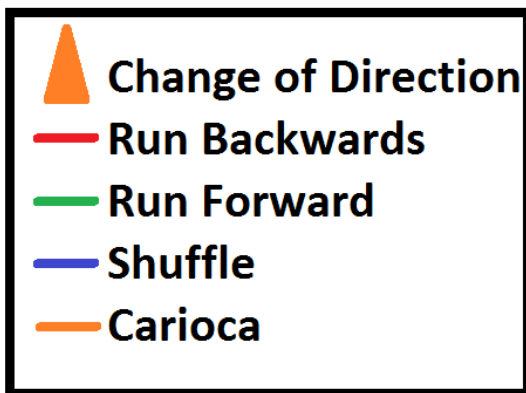 Change of Direction
Run Backwards
Run Forward
Shuffle
Carioca